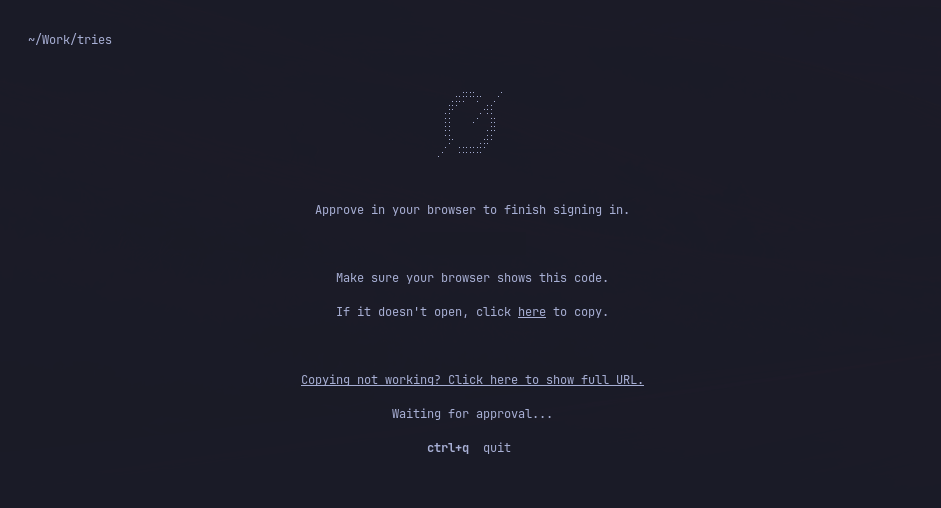 ~/Work/tries
Approve in your browser to finish signing in.
Make sure your browser shows this code.
If it doesn't open, click here to copy.
Copying not working? Click here to show full URL.
Waiting for approval...
ctrl+q  quit